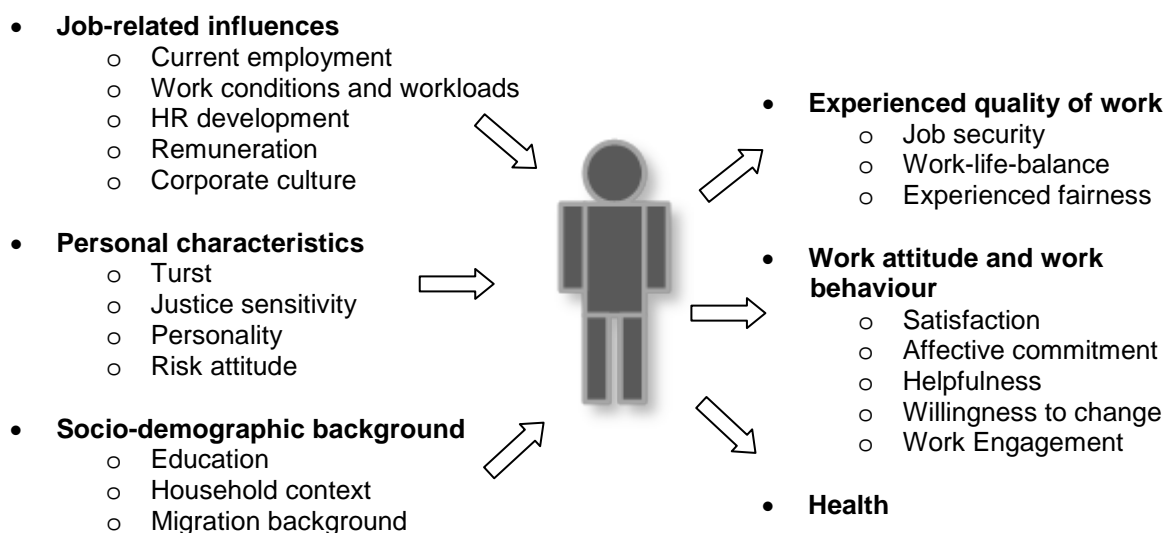 • Job-related influences
o Current employment
o Work conditions and workloads
o HR development
o Remuneration
o Corporate culture
• Personal characteristics
o Turst
o Justice sensitivity
o Personality
o Risk attitude
• Socio-demographic background
o Education
o Household context
o Migration background
• Experienced quality of work
o Job security
o Work-life-balance
o Experienced fairness
• Work attitude and work
behaviour
o Satisfaction
o Affective commitment
o Helpfulness
o Willingness to change
o Work Engagement
• Health